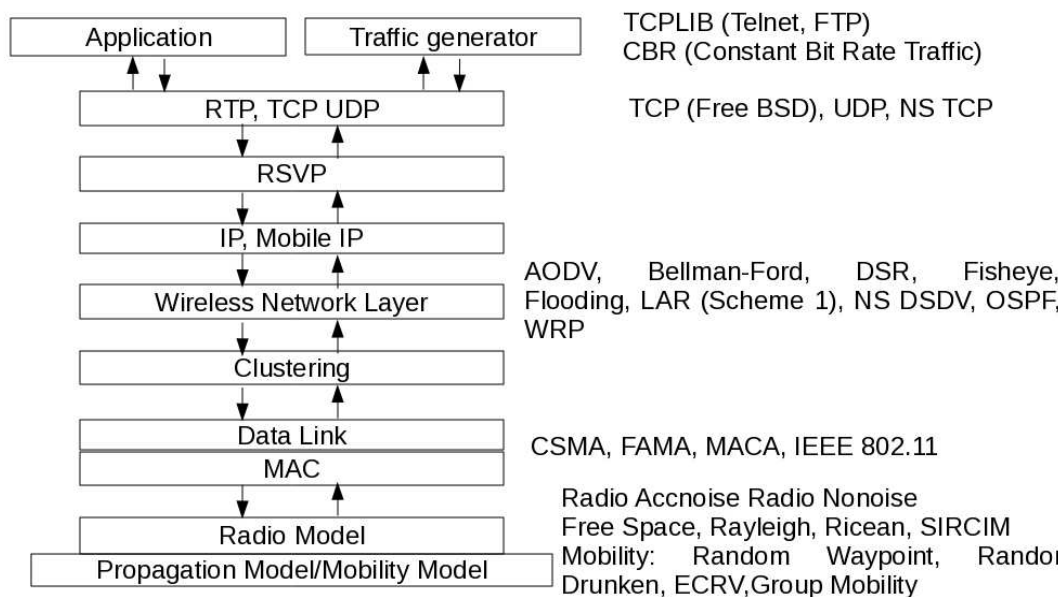 Application
Traffic generator
TCPLIB (Telnet, FTP)
CBR (Constant Bit Rate Traffic)
RTP, TCP UDP
TCP (Free BSD), UDP, NS TCP
RSVP
IP, Mobile IP
Wireless Network Layer
AODV, Bellman-Ford, DSR, Fisheye,
Flooding, LAR (Scheme 1), NS DSDV, OSPF,
WRP
Clustering
Data Link
MAC
CSMA, FAMA, MACA, IEEE 802.11
Radio Model
Propagation Model/Mobility Model
Radio Accnoise Radio Nonoise
Free Space, Rayleigh, Ricean, SIRCIM
Mobility: Random Waypoint, Random
Drunken, ECRV,Group Mobility